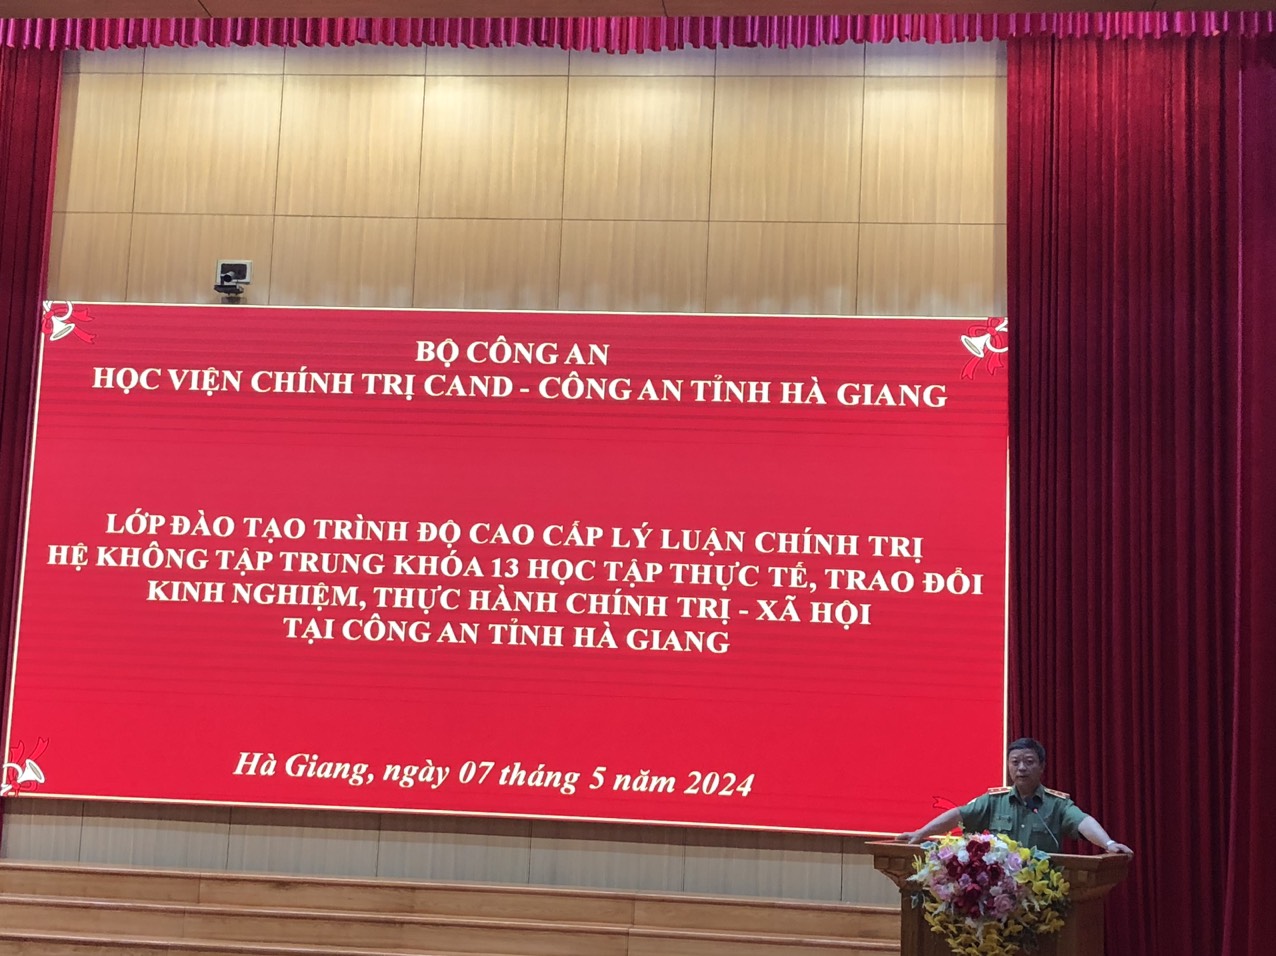 BỘ CÔNG AN
HỌC VIỆN CHÍNH TRỊ CAND - CÔNG AN TỈNH HÀ GIANG
LỚP ĐÀO TẠO TRÌNH ĐỘ CAO CẤP LÝ LUẬN CHÍNH TRỊ
HỆ KHÔNG TẬP TRUNG KHÓA 13 HỌC TẬP THỰC TẾ, TRAO ĐỔI
KINH NGHIỆM, THỰC HÀNH CHÍNH TRỊ - XÃ HỘI
TẠI CÔNG AN TỈNH HÀ GIANG
Hà Giang, ngày 07 tháng 5 năm 2024